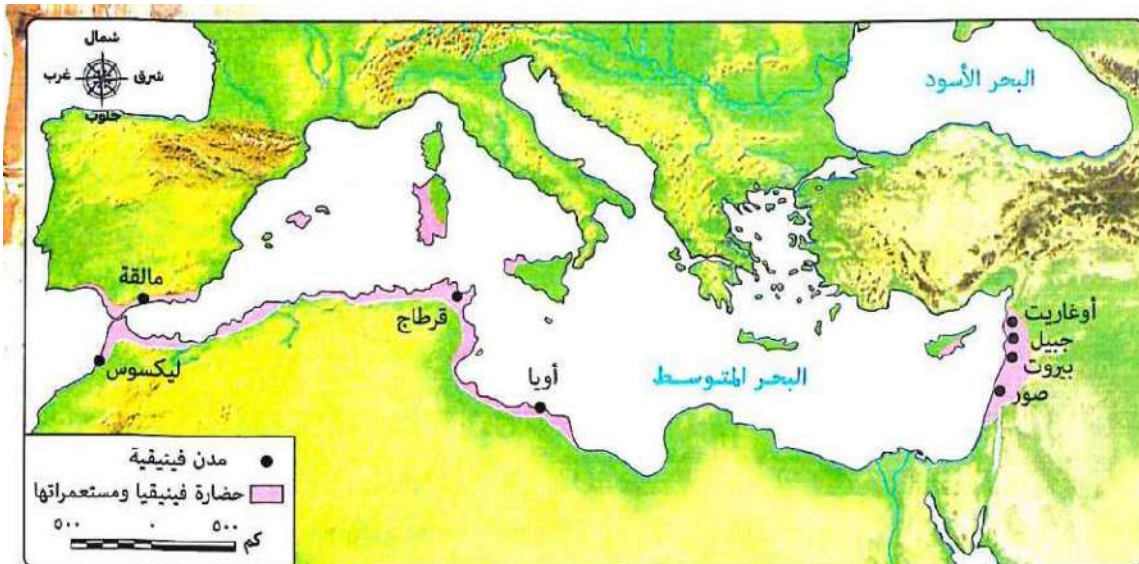 شمال
شرق
غرب
جنوب
البحر الأسود
مالقة
قرطاج
ليكسوس
أويا
البحر المتوسط
أوغاريت
جبيل
بيروت
صور
مدن فينيقية
حضارة فينيقيا ومستعمراتها
٥٠٠ ٠ ٥٠٠
كم